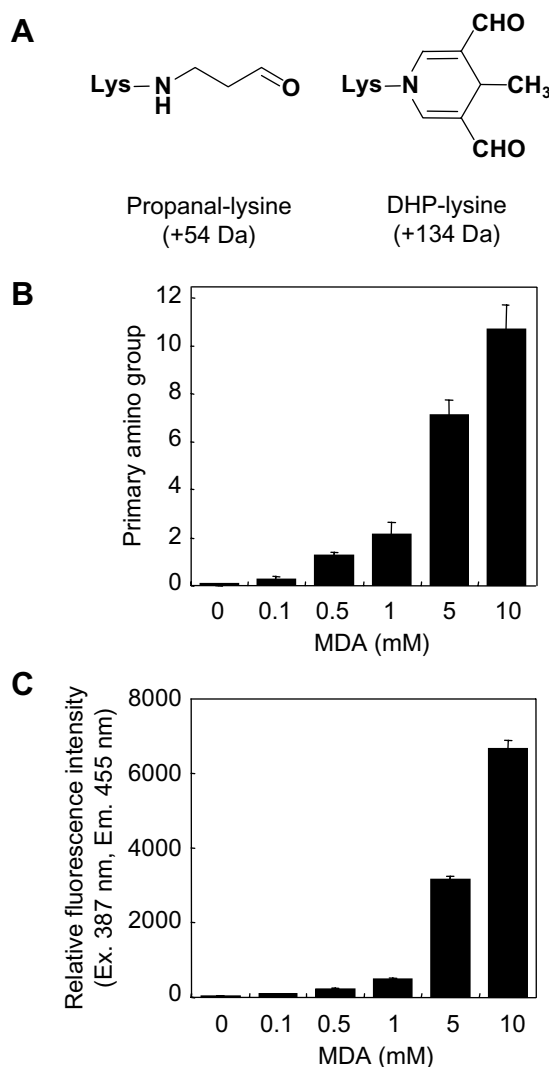 A
Lys
N
H
O
Lys
N
CHO
CH3
CHO
Propanal-lysine
(+54 Da)
DHP-lysine
(+134 Da)
B
Primary amino group
12
10
8
6
4
2
0
0 0.1 0.5 1 5 10
MDA (mM)
C
Relative fluorescence intensity
(Ex. 387 nm, Em. 455 nm)
8000
6000
4000
2000
0
0 0.1 0.5 1 5 10
MDA (mM)